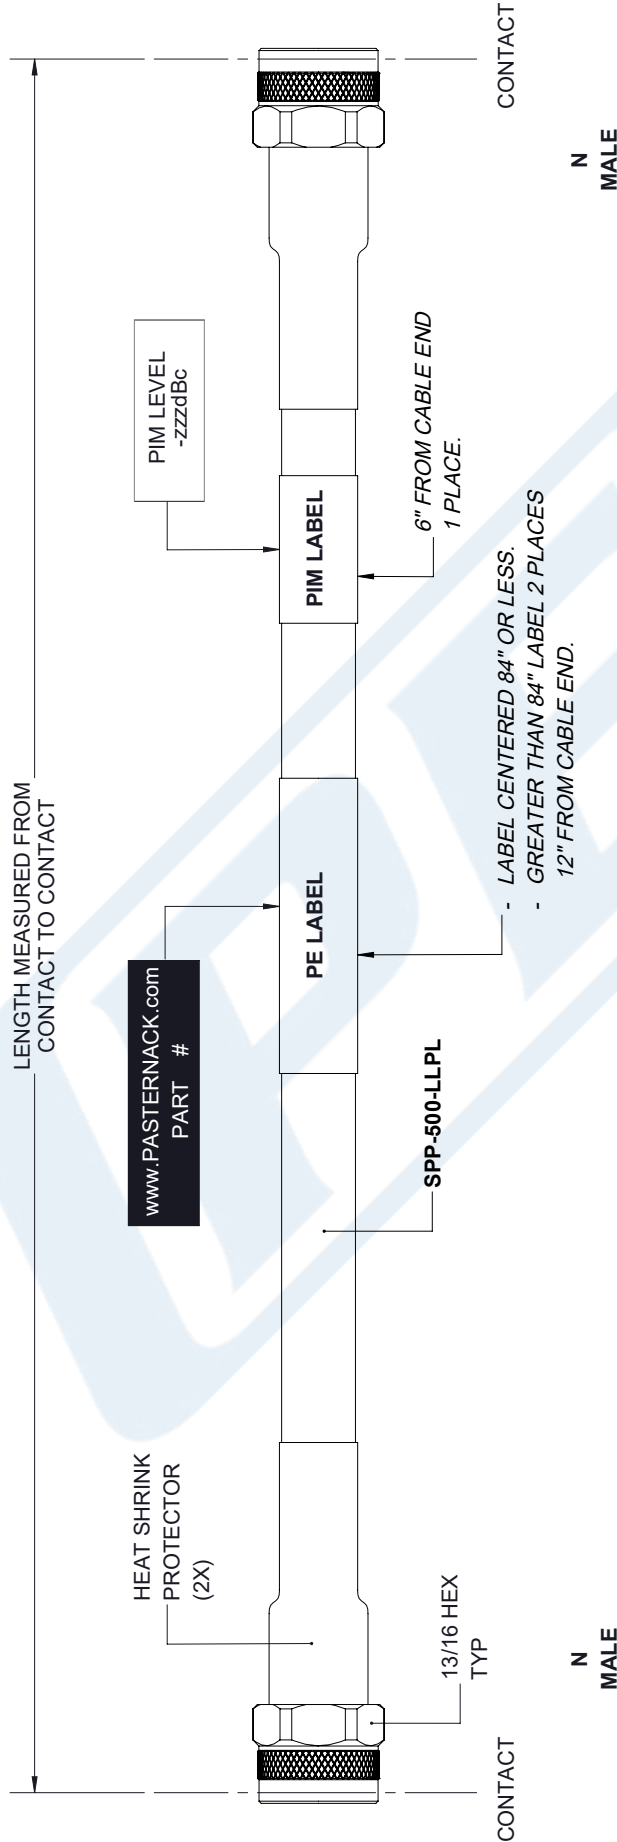 LENGTH MEASURED FROM
CONTACT TO CONTACT
HEAT SHRINK
PROTECTOR
(2X)
www.PASTERNACK.com
PART #
PIM LEVEL
-zzzdBc
PE LABEL
PIM LABEL
13/16 HEX
TYP
SPP-500-LLPL
6" FROM CABLE END
1 PLACE.
- LABEL CENTERED 84" OR LESS.
- GREATER THAN 84" LABEL 2 PLACES
12" FROM CABLE END.
CONTACT
CONTACT
N
MALE
N
MALE